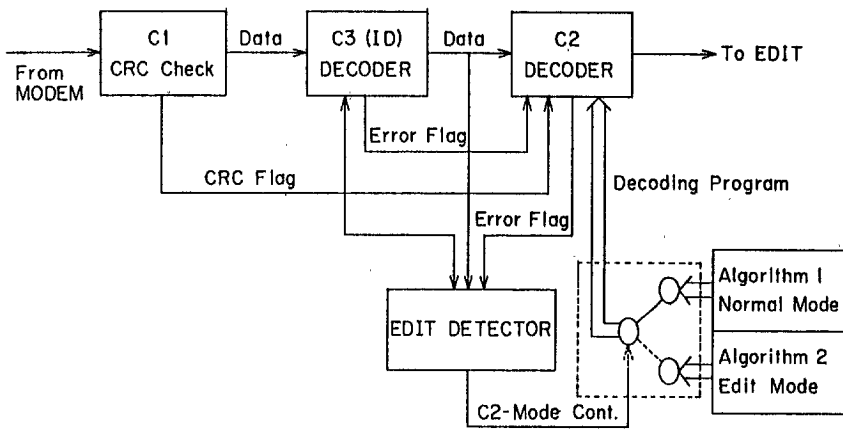 C1
CRC Check
Data
C3 (ID)
DECODER
Data
C2
DECODER
To EDIT
From
MODEM
Error Flag
CRC Flag
Decoding Program
Error Flag
EDIT DETECTOR
Algorithm 1
Normal Mode
Algorithm 2
Edit Mode
C2-Mode Cont.